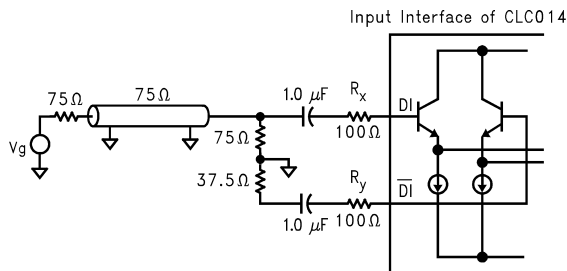 Input Interface of CLC014
75Ω
75Ω
1.0 µF
Rx
DI
Vg
75Ω
100Ω
37.5Ω
Ry
DI
1.0 µF
100Ω